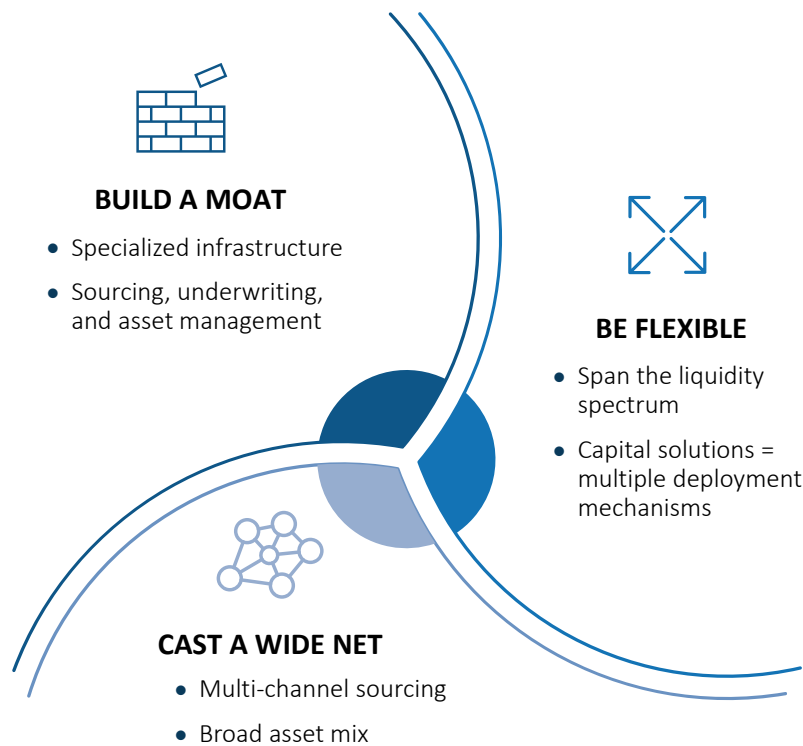 BUILD A MOAT
• Specialized infrastructure
• Sourcing, underwriting,
and asset management
BE FLEXIBLE
• Span the liquidity
spectrum
• Capital solutions =
multiple deployment
mechanisms
CAST A WIDE NET
• Multi-channel sourcing
• Broad asset mix